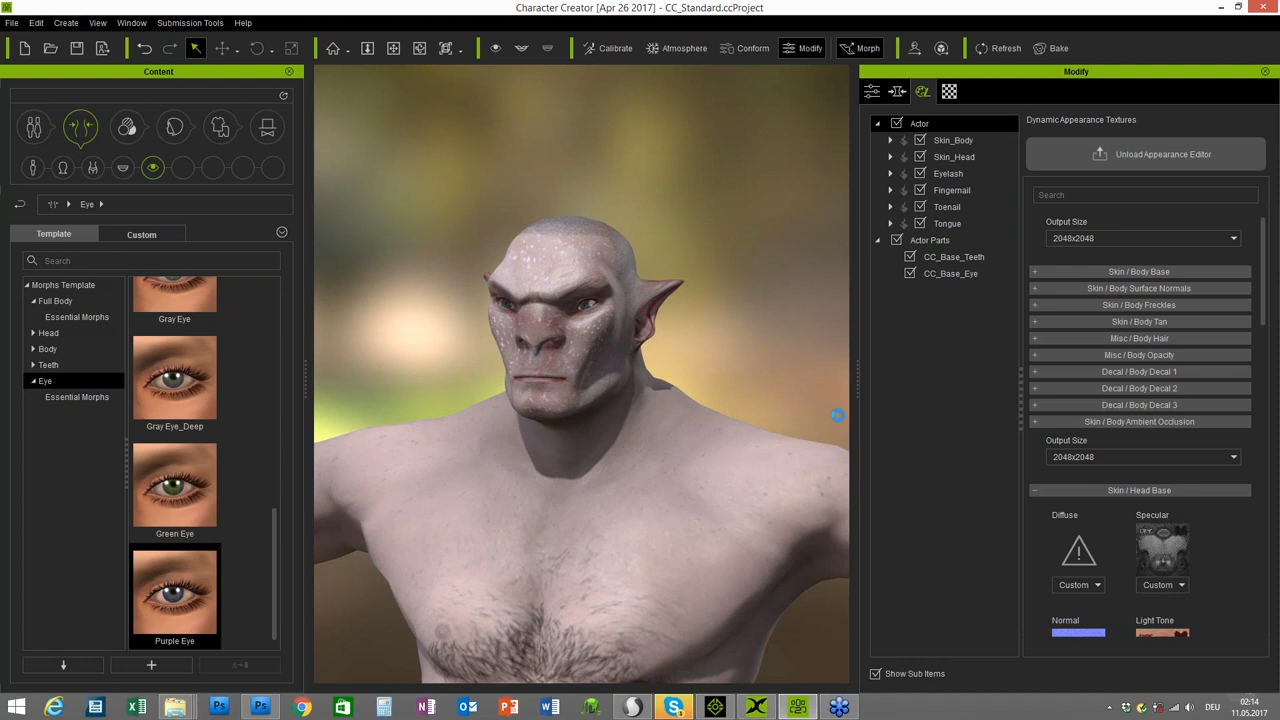 Character Creator [Apr 26 2017] - CC_Standard.ccProject
File Edit Create View Window Submission Tools Help
Calibrate Atmosphere Conform Modify Morph Refresh Bake
Content
Eye
Template Custom
Search
Morphs Template
Full Body
Essential Morphs
Head
Body
Teeth
Eye
Essential Morphs
Gray Eye
Gray Eye_Deep
Green Eye
Purple Eye
Modify
Actor
Skin_Body
Skin_Head
Eyelash
Fingernail
Toenail
Tongue
Actor Parts
CC_Base_Teeth
CC_Base_Eye
Show Sub Items
Dynamic Appearance Textures
Unload Appearance Editor
Search
Output Size
2048x2048
Skin / Body Base
Skin / Body Surface Normals
Skin / Body Freckles
Skin / Body Tan
Misc / Body Hair
Misc / Body Opacity
Decal / Body Decal 1
Decal / Body Decal 2
Decal / Body Decal 3
Skin / Body Ambient Occlusion
Output Size
2048x2048
Skin / Head Base
Diffuse Specular
Custom Custom
Normal Light Tone
DEU
02:14
11.05.2017